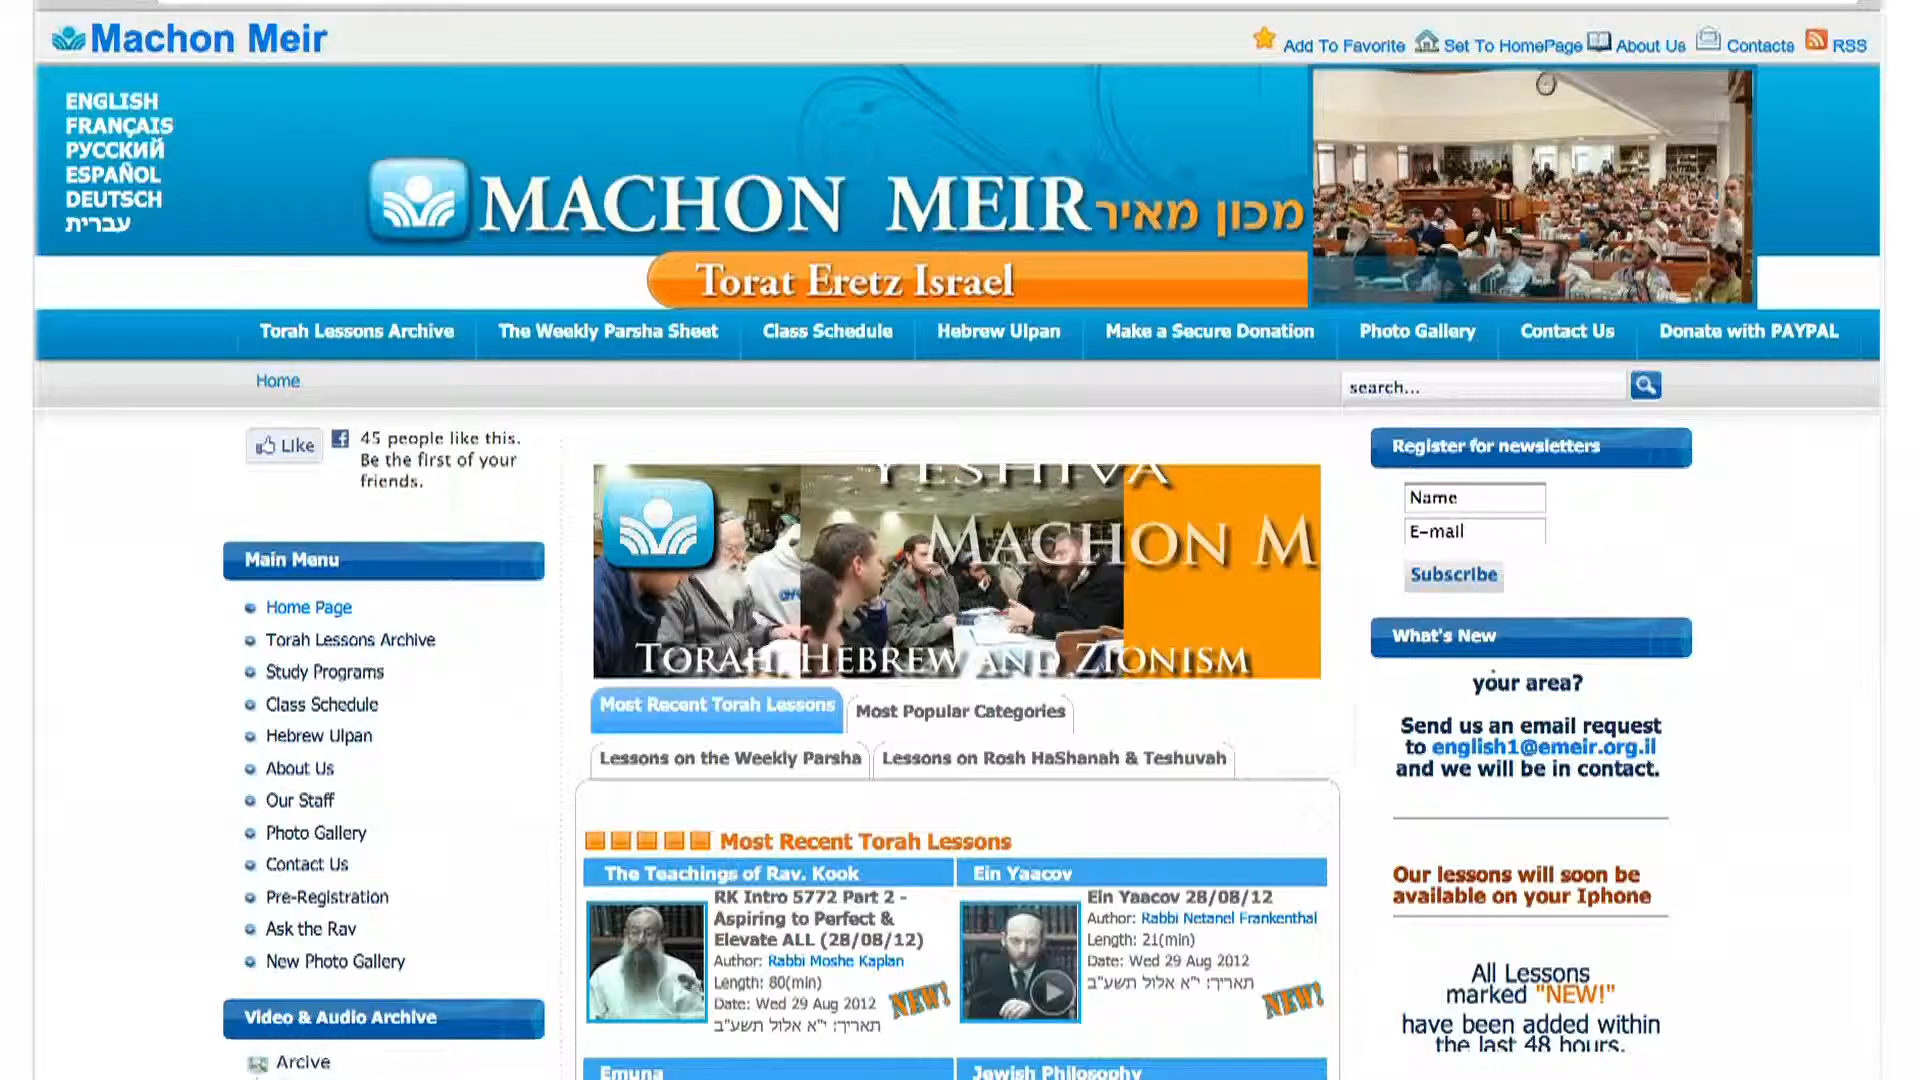 Machon Meir
Add To Favorite Set To HomePage About Us Contacts RSS
ENGLISH
FRANÇAIS
РУССКИЙ
ESPAÑOL
DEUTSCH
עברית
MACHON MEIR מכון מאיר
Torat Eretz Israel
Torah Lessons Archive The Weekly Parsha Sheet Class Schedule Hebrew Ulpan Make a Secure Donation Photo Gallery Contact Us Donate with PAYPAL
Home
search...
Like
45 people like this.
Be the first of your
friends.
Main Menu
Home Page
Torah Lessons Archive
Study Programs
Class Schedule
Hebrew Ulpan
About Us
Our Staff
Photo Gallery
Contact Us
Pre-Registration
Ask the Rav
New Photo Gallery
Video & Audio Archive
Arcive
YESHIVA
MACHON M
TORAH, HEBREW AND ZIONISM
Most Recent Torah Lessons
Most Popular Categories
Lessons on the Weekly Parsha
Lessons on Rosh HaShanah & Teshuvah
Most Recent Torah Lessons
The Teachings of Rav. Kook
RK Intro 5772 Part 2 -
Aspiring to Perfect &
Elevate ALL (28/08/12)
Author: Rabbi Moshe Kaplan
Length: 80(min)
Date: Wed 29 Aug 2012
תאריך: י"א אלול תשע"ב
NEW!
Ein Yaacov
Ein Yaacov 28/08/12
Author: Rabbi Netanel Frankenthal
Length: 21(min)
Date: Wed 29 Aug 2012
תאריך: י"א אלול תשע"ב
NEW!
Emuna
Jewish Philosophy
Register for newsletters
Name
E-mail
Subscribe
What's New
your area?
Send us an email request
to english1@emeir.org.il
and we will be in contact.
Our lessons will soon be
available on your Iphone
All Lessons
marked "NEW!"
have been added within
the last 48 hours.